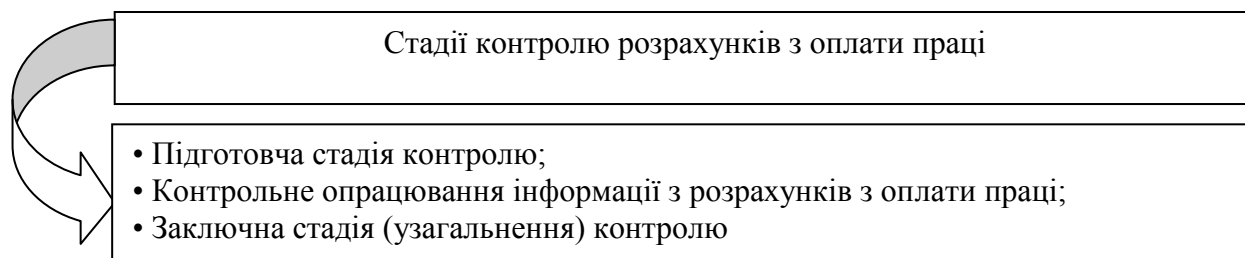 Стадії контролю розрахунків з оплати праці
• Підготовча стадія контролю;
• Контрольне опрацювання інформації з розрахунків з оплати праці;
• Заключна стадія (узагальнення) контролю